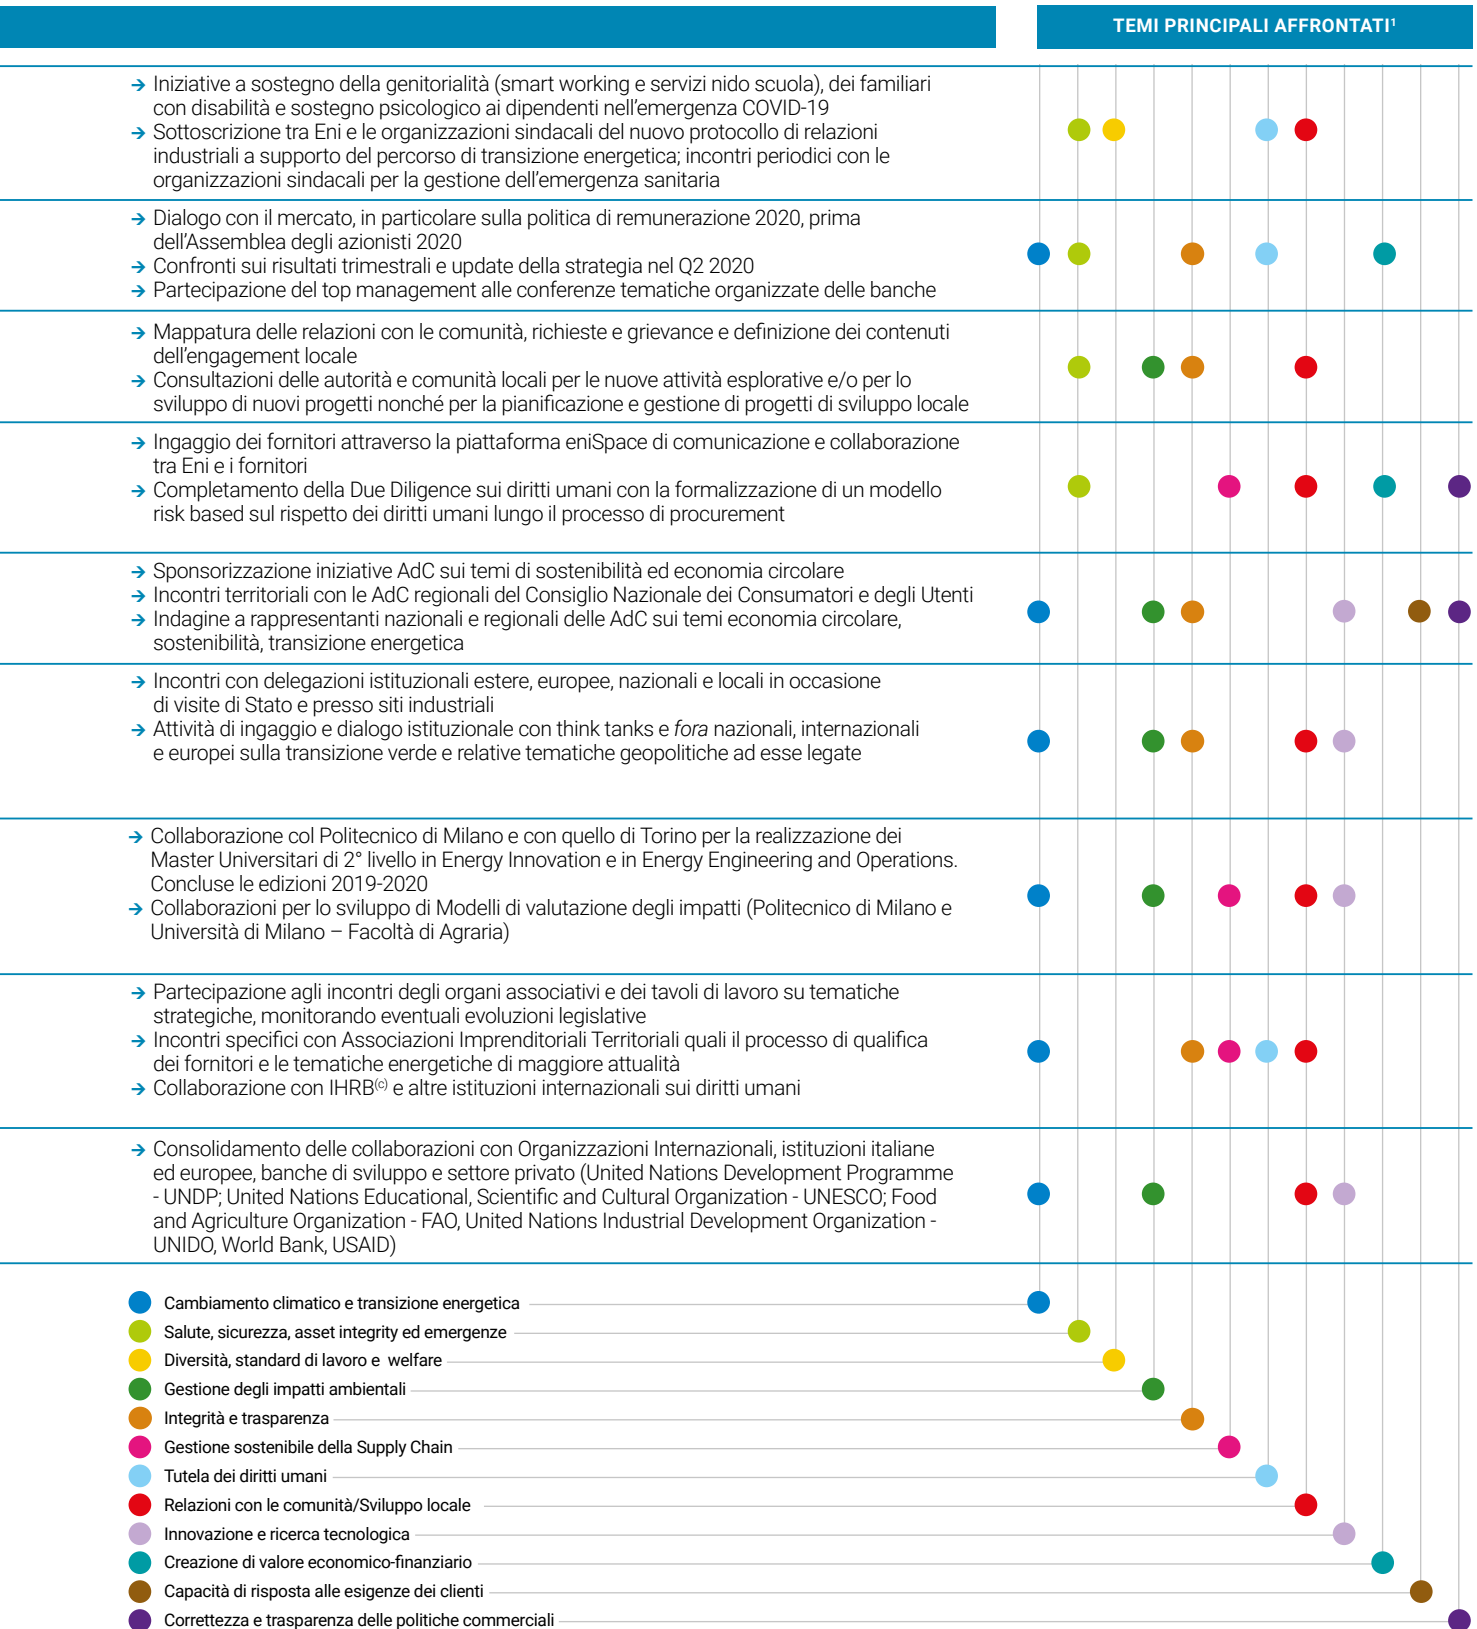 TEMI PRINCIPALI AFFRONTATI¹
→ Iniziative a sostegno della genitorialità (smart working e servizi nido scuola), dei familiari
con disabilità e sostegno psicologico ai dipendenti nell'emergenza COVID-19
→ Sottoscrizione tra Eni e le organizzazioni sindacali del nuovo protocollo di relazioni
industriali a supporto del percorso di transizione energetica; incontri periodici con le
organizzazioni sindacali per la gestione dell'emergenza sanitaria
→ Dialogo con il mercato, in particolare sulla politica di remunerazione 2020, prima
dell'Assemblea degli azionisti 2020
→ Confronti sui risultati trimestrali e update della strategia nel Q2 2020
→ Partecipazione del top management alle conferenze tematiche organizzate delle banche
→ Mappatura delle relazioni con le comunità, richieste e grievance e definizione dei contenuti
dell'engagement locale
→ Consultazioni delle autorità e comunità locali per le nuove attività esplorative e/o per lo
sviluppo di nuovi progetti nonché per la pianificazione e gestione di progetti di sviluppo locale
→ Ingaggio dei fornitori attraverso la piattaforma eniSpace di comunicazione e collaborazione
tra Eni e i fornitori
→ Completamento della Due Diligence sui diritti umani con la formalizzazione di un modello
risk based sul rispetto dei diritti umani lungo il processo di procurement
→ Sponsorizzazione iniziative AdC sui temi di sostenibilità ed economia circolare
→ Incontri territoriali con le AdC regionali del Consiglio Nazionale dei Consumatori e degli Utenti
→ Indagine a rappresentanti nazionali e regionali delle AdC sui temi economia circolare,
sostenibilità, transizione energetica
→ Incontri con delegazioni istituzionali estere, europee, nazionali e locali in occasione
di visite di Stato e presso siti industriali
→ Attività di ingaggio e dialogo istituzionale con think tanks e fora nazionali, internazionali
e europei sulla transizione verde e relative tematiche geopolitiche ad esse legate
→ Collaborazione col Politecnico di Milano e con quello di Torino per la realizzazione dei
Master Universitari di 2° livello in Energy Innovation e in Energy Engineering and Operations.
Concluse le edizioni 2019-2020
→ Collaborazioni per lo sviluppo di Modelli di valutazione degli impatti (Politecnico di Milano e
Università di Milano – Facoltà di Agraria)
→ Partecipazione agli incontri degli organi associativi e dei tavoli di lavoro su tematiche
strategiche, monitorando eventuali evoluzioni legislative
→ Incontri specifici con Associazioni Imprenditoriali Territoriali quali il processo di qualifica
dei fornitori e le tematiche energetiche di maggiore attualità
→ Collaborazione con IHRB(c) e altre istituzioni internazionali sui diritti umani
→ Consolidamento delle collaborazioni con Organizzazioni Internazionali, istituzioni italiane
ed europee, banche di sviluppo e settore privato (United Nations Development Programme
- UNDP; United Nations Educational, Scientific and Cultural Organization - UNESCO; Food
and Agriculture Organization - FAO, United Nations Industrial Development Organization -
UNIDO, World Bank, USAID)
Cambiamento climatico e transizione energetica
Salute, sicurezza, asset integrity ed emergenze
Diversità, standard di lavoro e welfare
Gestione degli impatti ambientali
Integrità e trasparenza
Gestione sostenibile della Supply Chain
Tutela dei diritti umani
Relazioni con le comunità/Sviluppo locale
Innovazione e ricerca tecnologica
Creazione di valore economico-finanziario
Capacità di risposta alle esigenze dei clienti
Correttezza e trasparenza delle politiche commerciali